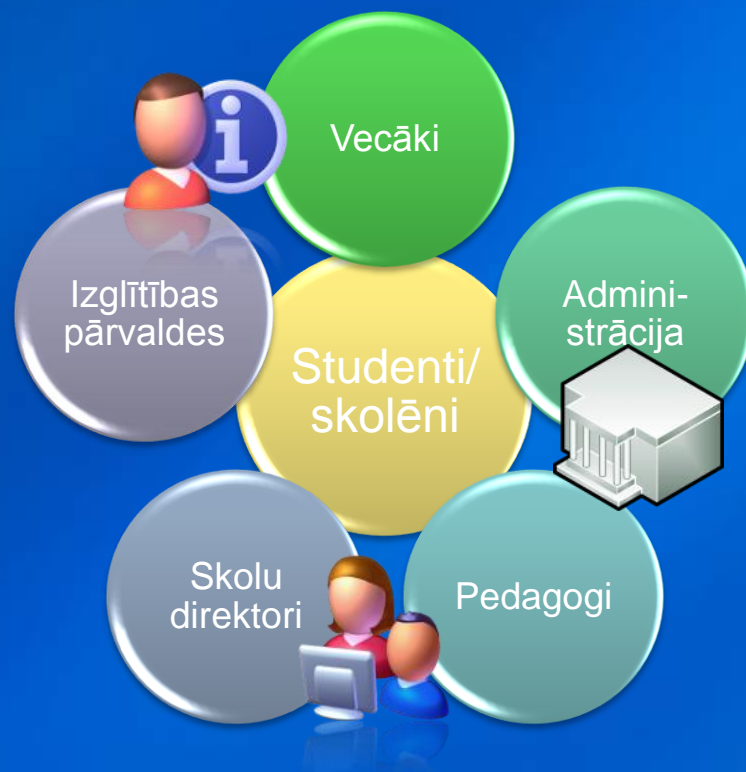 Vecāki
Izglītības
pārvaldes
Admini-
strācija
Studenti/
skolēni
Skolu
direktori
Pedagogi